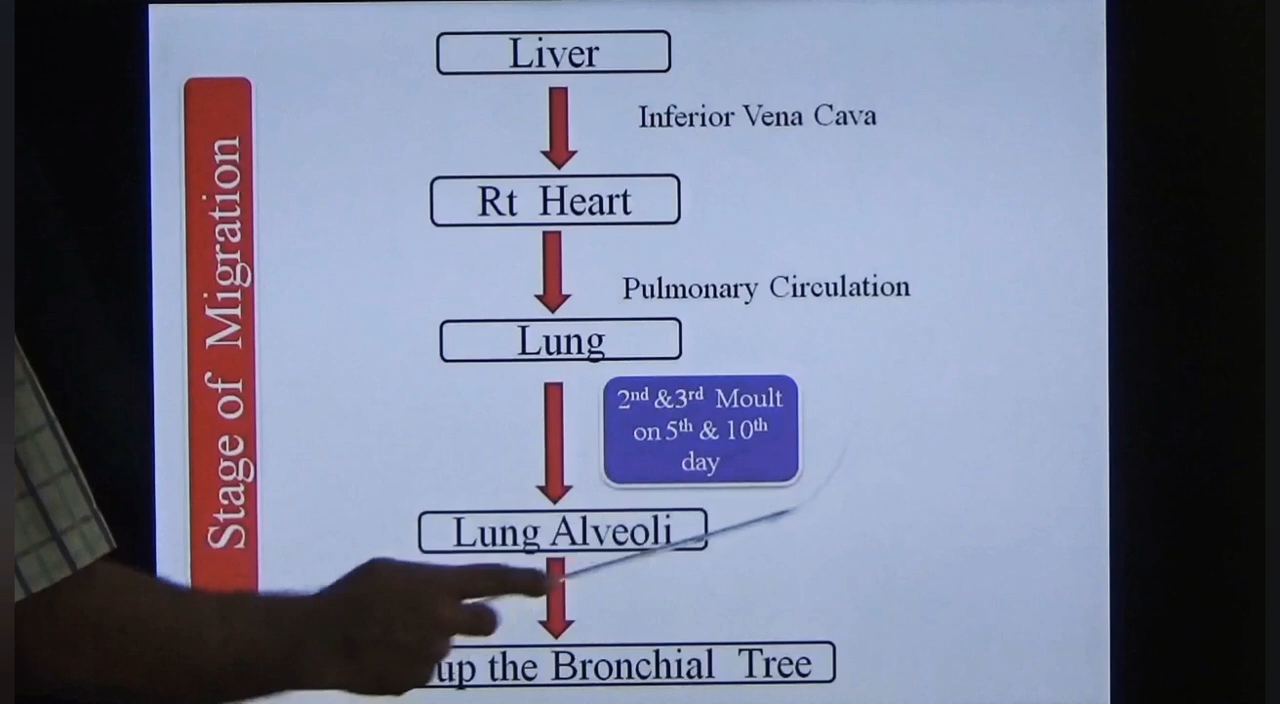 Stage of Migration
Liver
Inferior Vena Cava
Rt Heart
Pulmonary Circulation
Lung
2nd &3rd Moult
on 5th & 10th
day
Lung Alveoli
up the Bronchial Tree